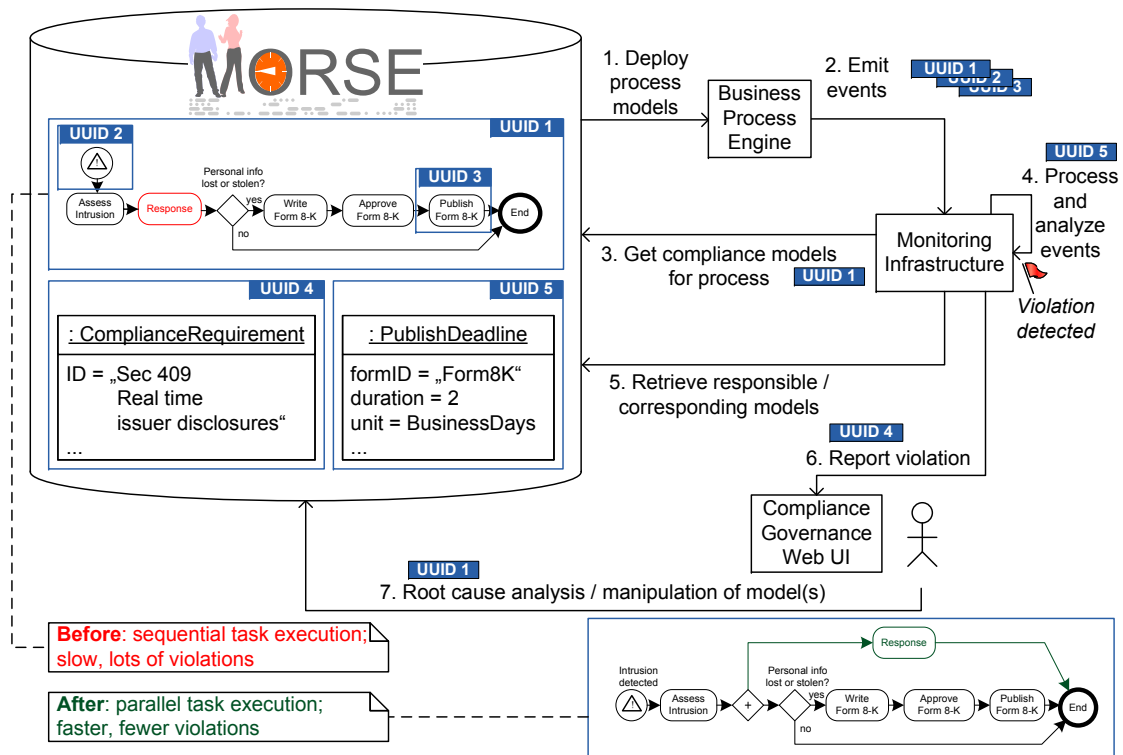 MORSE
UUID 1
UUID 2
Assess
Intrusion
Response
Personal info
lost or stolen?
yes
no
Write
Form 8-K
Approve
Form 8-K
UUID 3
Publish
Form 8-K
End
UUID 4
: ComplianceRequirement
ID = „Sec 409
Real time
issuer disclosures“
...
UUID 5
: PublishDeadline
formID = „Form8K“
duration = 2
unit = BusinessDays
...
1. Deploy
process
models
Business
Process
Engine
2. Emit
events
UUID 1
UUID 2
UUID 3
Monitoring
Infrastructure
UUID 5
4. Process
and
analyze
events
Violation
detected
3. Get compliance models
for process
UUID 1
5. Retrieve responsible /
corresponding models
UUID 4
6. Report violation
Compliance
Governance
Web UI
UUID 1
7. Root cause analysis / manipulation of model(s)
Before: sequential task execution;
slow, lots of violations
After: parallel task execution;
faster, fewer violations
Intrusion
detected
Assess
Intrusion
+
Response
Personal info
lost or stolen?
yes
no
Write
Form 8-K
Approve
Form 8-K
Publish
Form 8-K
End